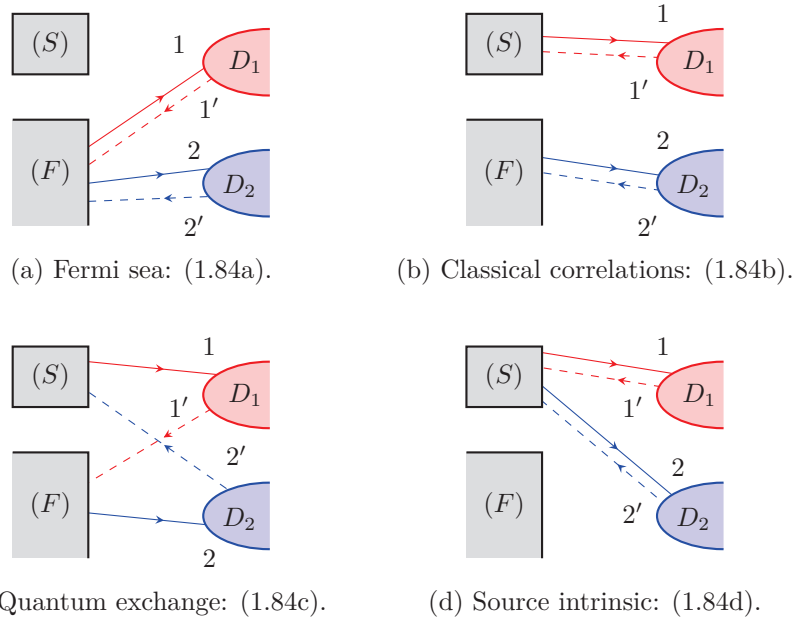 (S) D₁ 1 1′
(F) D₂ 2 2′
(a) Fermi sea: (1.84a).
(S) D₁ 1 1′
(F) D₂ 2 2′
(b) Classical correlations: (1.84b).
(S) D₁ 1 1′
(F) D₂ 2′ 2
Quantum exchange: (1.84c).
(S) D₁ 1 1′
(F) D₂ 2 2′
(d) Source intrinsic: (1.84d).